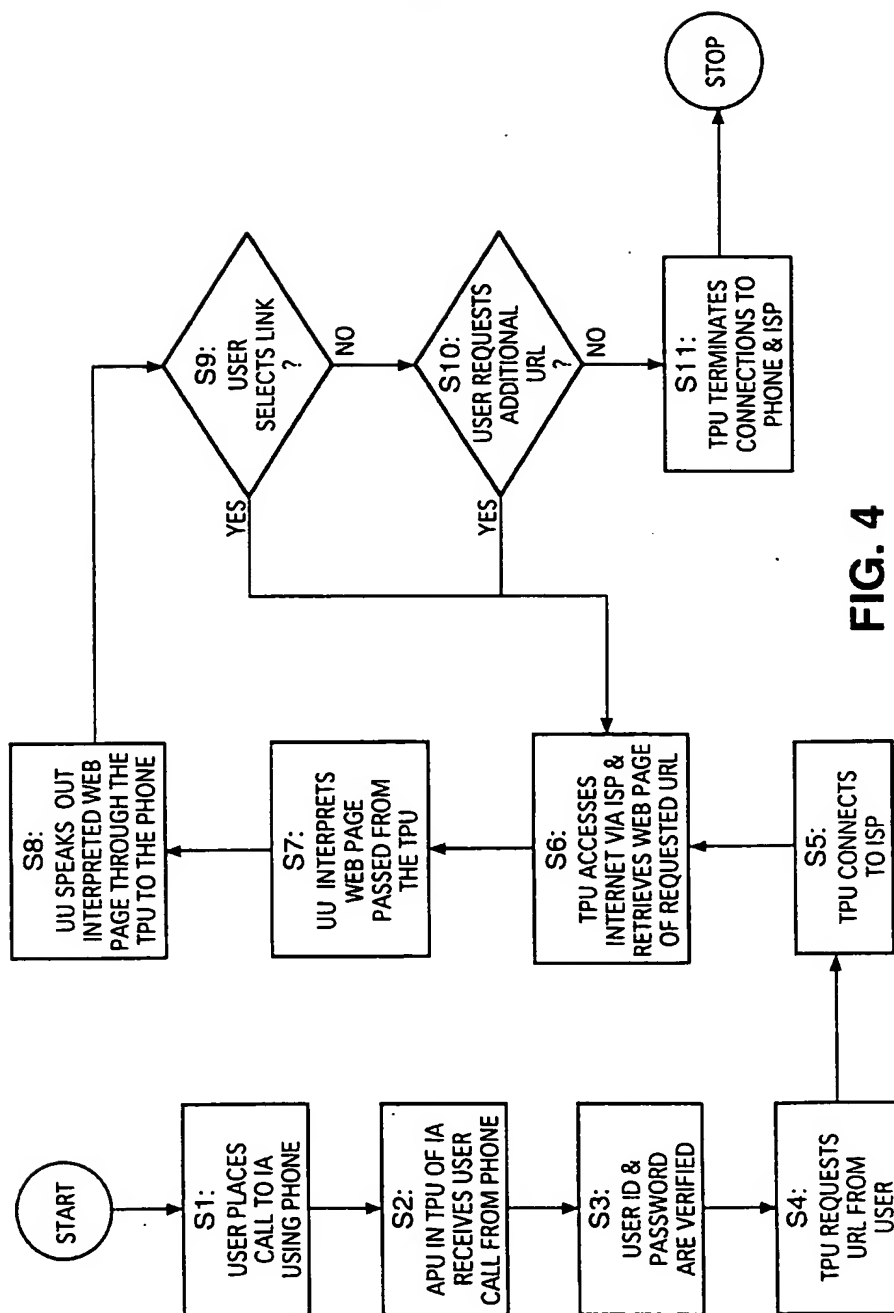 START
S1:
USER PLACES
CALL TO IA
USING PHONE
S2:
APU IN TPU OF IA
RECEIVES USER
CALL FROM PHONE
S3:
USER ID &
PASSWORD
ARE VERIFIED
S4:
TPU REQUESTS
URL FROM
USER
S5:
TPU CONNECTS
TO ISP
S6:
TPU ACCESSES
INTERNET VIA ISP &
RETRIEVES WEB PAGE
OF REQUESTED URL
S7:
UU INTERPRETS
WEB PAGE
PASSED FROM
THE TPU
S8:
UU SPEAKS OUT
INTERPRETED WEB
PAGE THROUGH THE
TPU TO THE PHONE
S9:
USER
SELECTS LINK
?
YES
NO
S10:
USER REQUESTS
ADDITIONAL
URL
?
YES
NO
S11:
TPU TERMINATES
CONNECTIONS TO
PHONE & ISP
STOP
FIG. 4